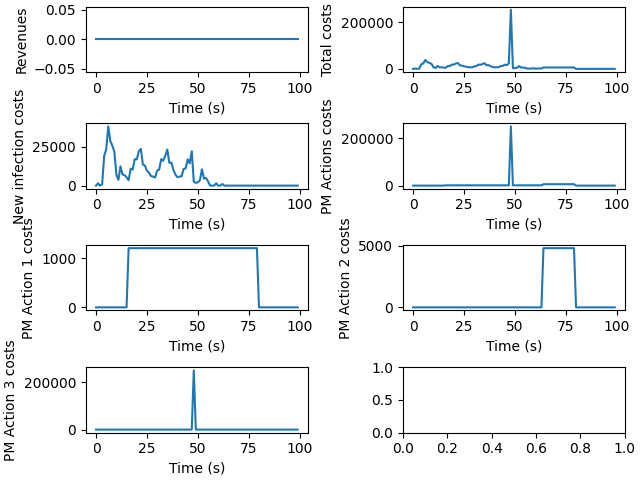 Revenues
0.05
0.00
−0.05
0 25 50 75 100
Time (s)
Total costs
200000
0
0 25 50 75 100
Time (s)
New infection costs
25000
0
0 25 50 75 100
Time (s)
PM Actions costs
200000
0
0 25 50 75 100
Time (s)
PM Action 1 costs
1000
0
0 25 50 75 100
Time (s)
PM Action 2 costs
5000
0
0 25 50 75 100
Time (s)
PM Action 3 costs
200000
0
0 25 50 75 100
Time (s)
1.0
0.5
0.0
0.0 0.2 0.4 0.6 0.8 1.0